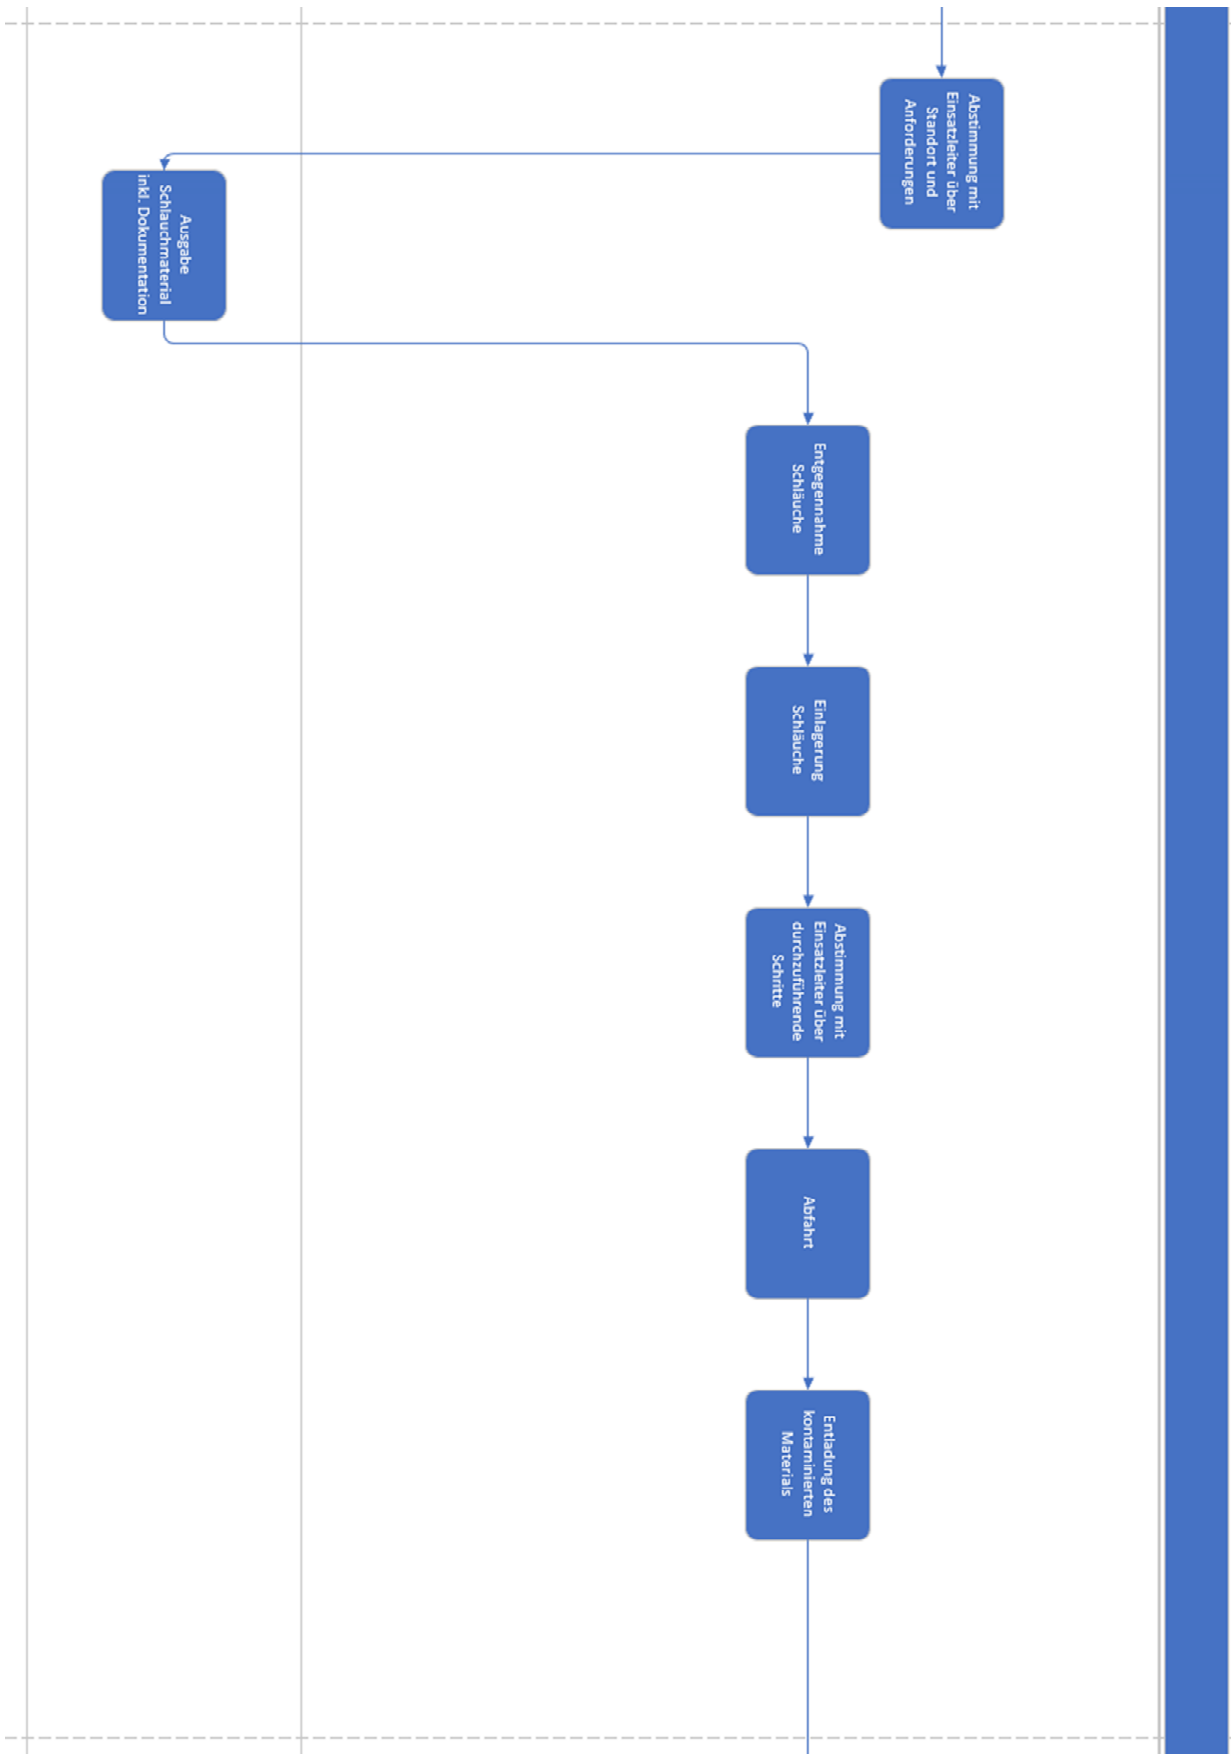 Abstimmung mit
Einsatzleiter über
Standort und
Anforderungen
Ausgabe
Schlauchmaterial
inkl. Dokumentation
Entgegennahme
Schläuche
Einlagerung
Schläuche
Abstimmung mit
Einsatzleiter über
durchzuführende
Schritte
Abfahrt
Entladung des
kontaminierten
Materials